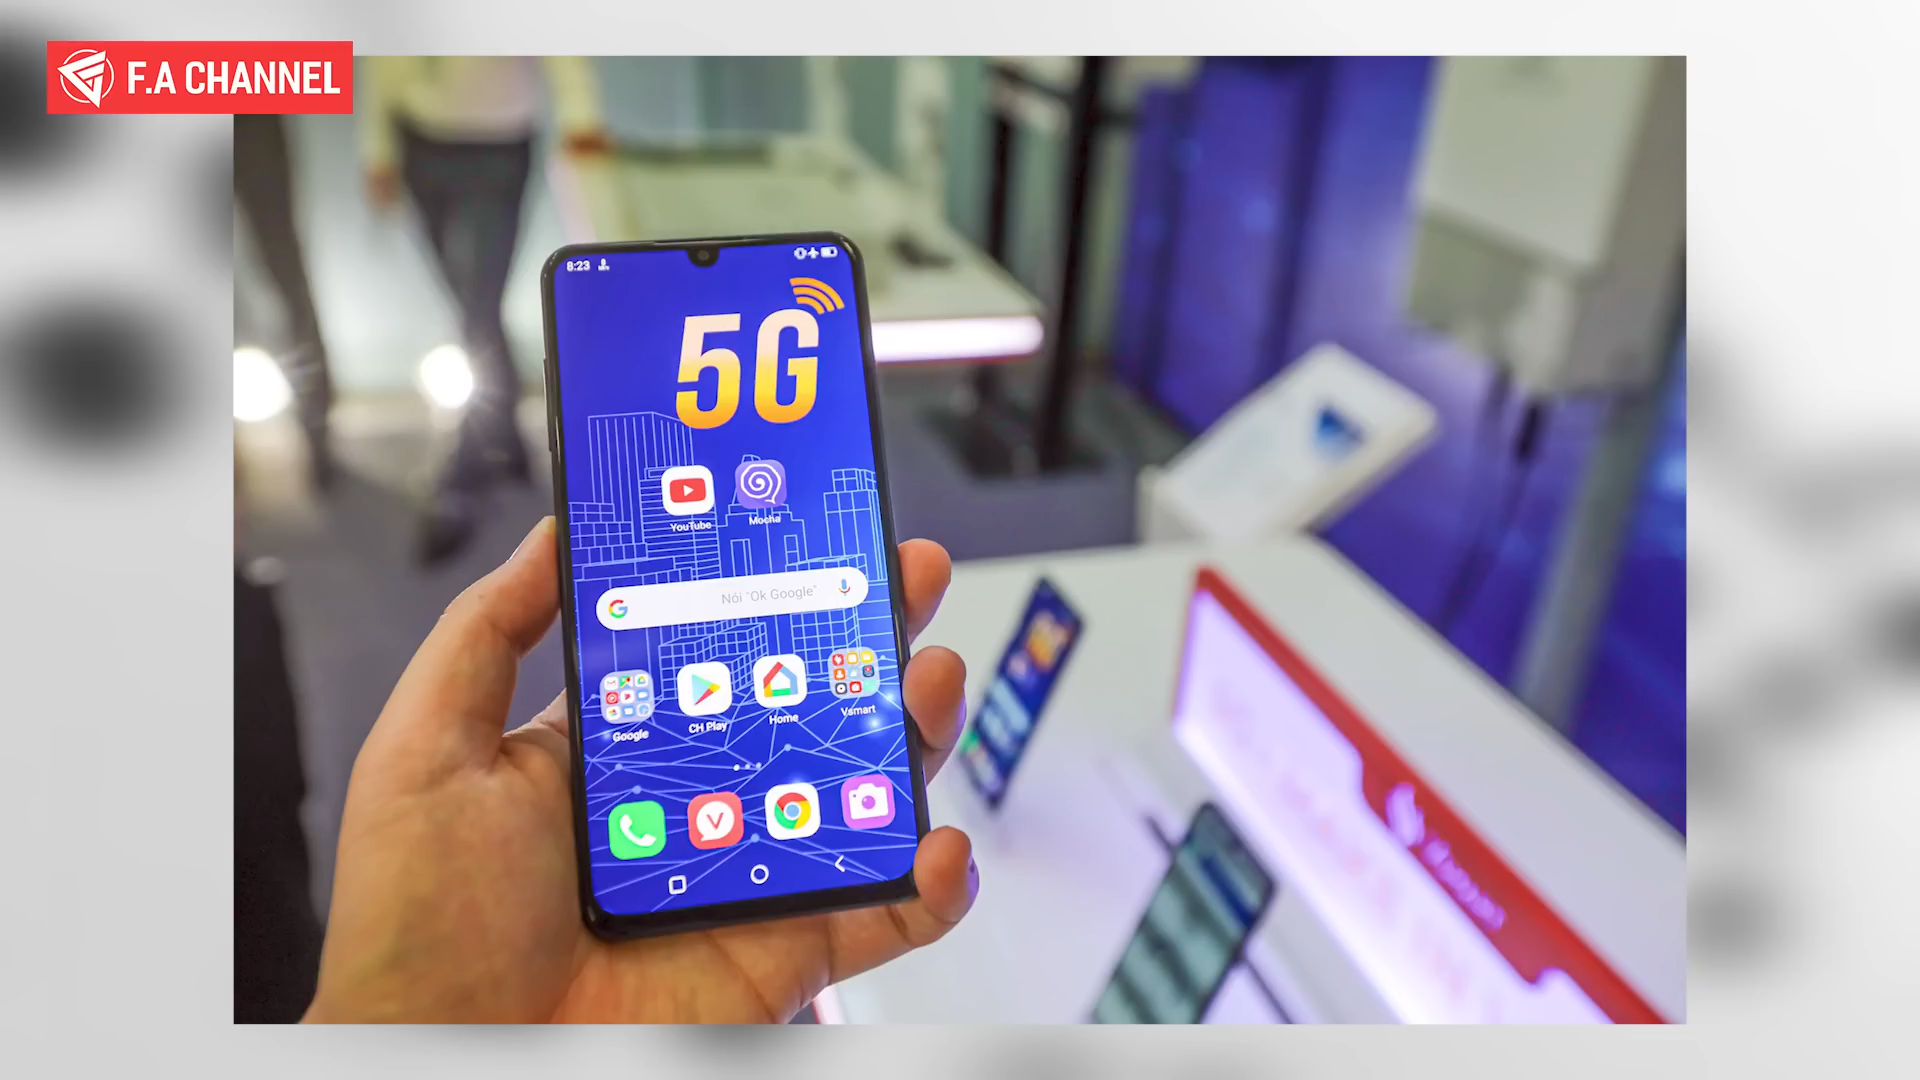 F.A CHANNEL
8:23
5G
YouTube
Mocha
Nói "Ok Google"
Google
CH Play
Home
Vsmart